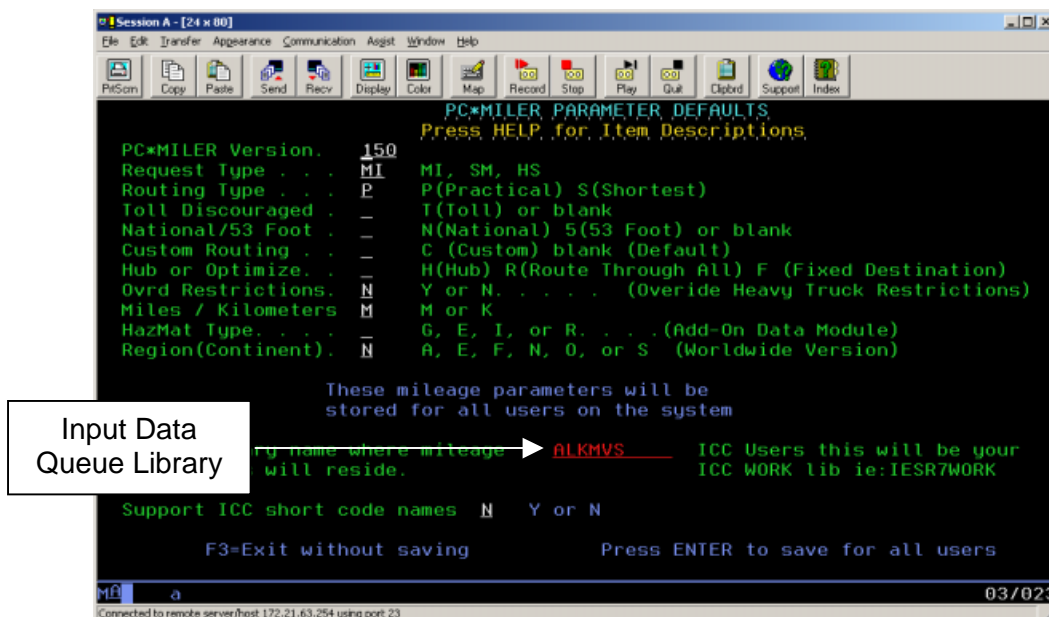 Session A - [24 x 80]
File Edit Transfer Appearance Communication Assist Window Help
PrtScrn Copy Paste Send Recv Display Color Map Record Stop Play Quit Clipbrd Support Index
PC*MILER PARAMETER DEFAULTS
Press HELP for Item Descriptions
PC*MILER Version. 150
Request Type . . . MI MI, SM, HS
Routing Type . . . P P(Practical) S(Shortest)
Toll Discouraged . _ T(Toll) or blank
National/53 Foot . _ N(National) 5(53 Foot) or blank
Custom Routing . . _ C (Custom) blank (Default)
Hub or Optimize. . _ H(Hub) R(Route Through All) F (Fixed Destination)
Ovrd Restrictions. N Y or N. . . . . (Overide Heavy Truck Restrictions)
Miles / Kilometers M M or K
HazMat Type. . . . _ G, E, I, or R. . . .(Add-On Data Module)
Region(Continent). N A, E, F, N, O, or S (Worldwide Version)
These mileage parameters will be
stored for all users on the system
Input Data
Queue Library
name where mileage ALKMVS ICC Users this will be your
will reside. ICC WORK lib ie:IESR7WORK
Support ICC short code names N Y or N
F3=Exit without saving Press ENTER to save for all users
MA a 03/023
Connected to remote server/host 172.21.63.254 using port 23